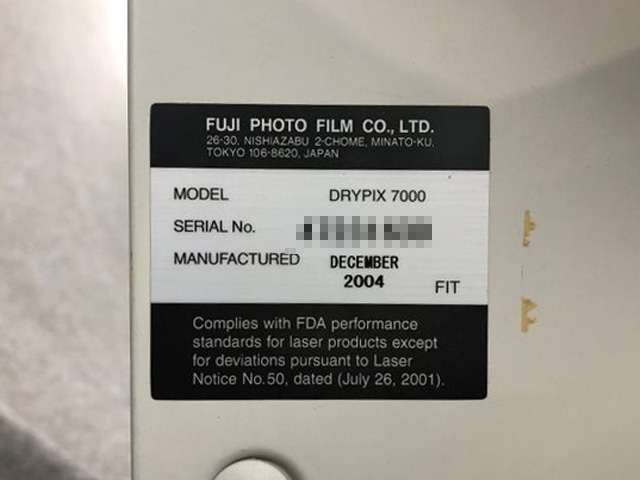 FUJI PHOTO FILM CO., LTD.
26-30, NISHIAZABU 2-CHOME, MINATO-KU,
TOKYO 106-8620, JAPAN
MODEL DRYPIX 7000
SERIAL No.
MANUFACTURED DECEMBER
2004 FIT
Complies with FDA performance
standards for laser products except
for deviations pursuant to Laser
Notice No.50, dated (July 26, 2001).